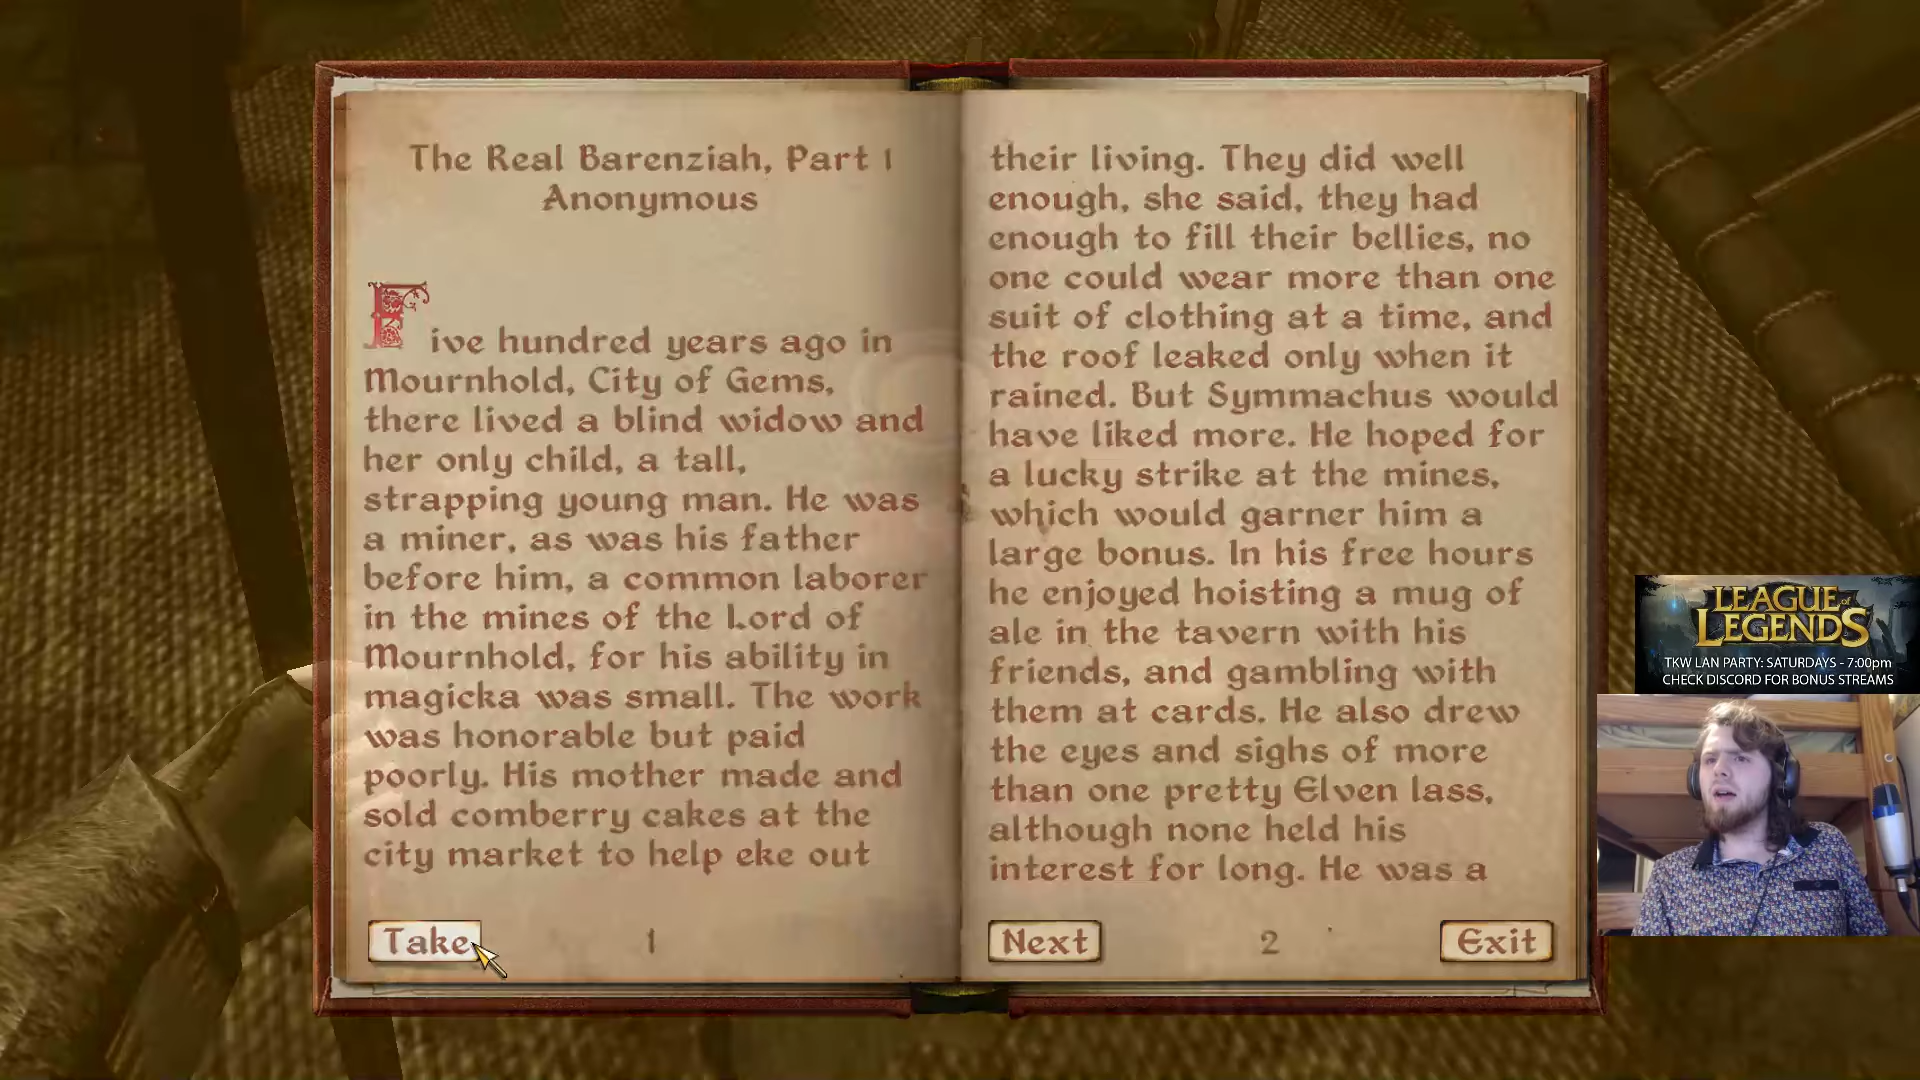 The Real Barenziah, Part 1
Anonymous
Five hundred years ago in
Mournhold, City of Gems,
there lived a blind widow and
her only child, a tall,
strapping young man. He was
a miner, as was his father
before him, a common laborer
in the mines of the Lord of
Mournhold, for his ability in
magicka was small. The work
was honorable but paid
poorly. His mother made and
sold comberry cakes at the
city market to help eke out
Take
1
their living. They did well
enough, she said, they had
enough to fill their bellies, no
one could wear more than one
suit of clothing at a time, and
the roof leaked only when it
rained. But Symmachus would
have liked more. He hoped for
a lucky strike at the mines,
which would garner him a
large bonus. In his free hours
he enjoyed hoisting a mug of
ale in the tavern with his
friends, and gambling with
them at cards. He also drew
the eyes and sighs of more
than one pretty Elven lass,
although none held his
interest for long. He was a
Next
2
Exit
LEAGUE of
LEGENDS
TKW LAN PARTY: SATURDAYS - 7:00pm
CHECK DISCORD FOR BONUS STREAMS